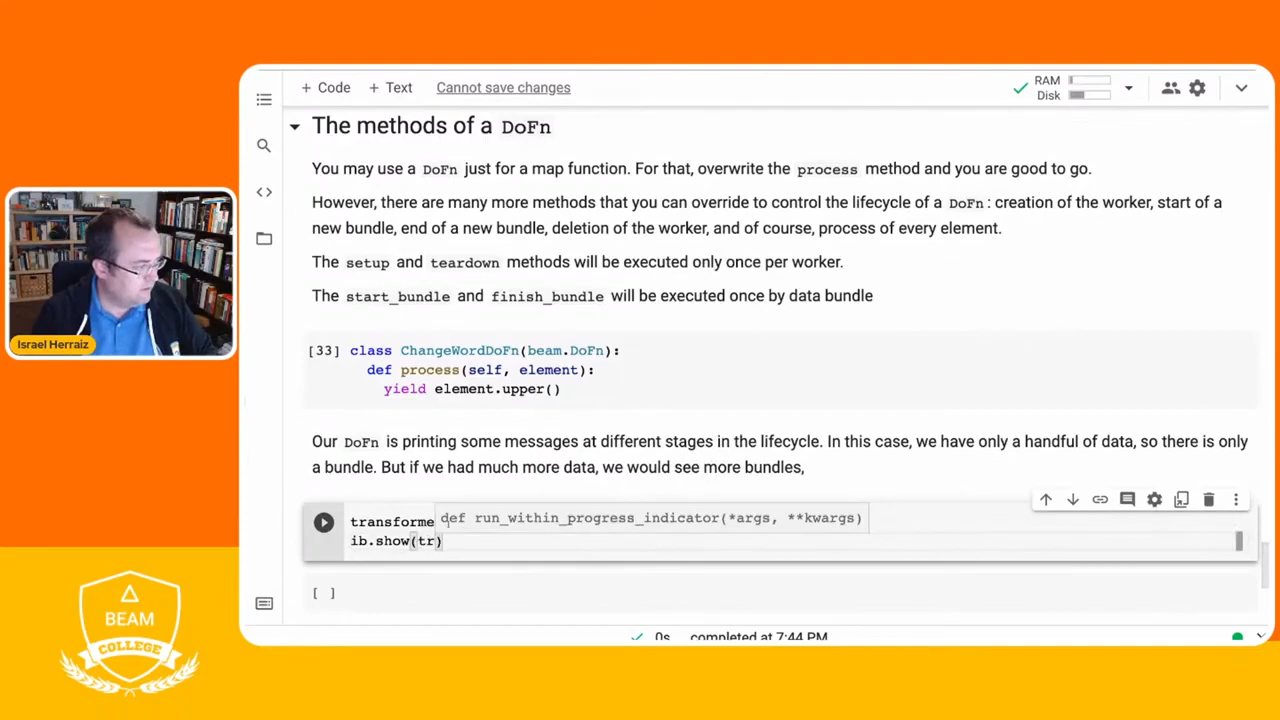 + Code + Text Cannot save changes
RAM
Disk
The methods of a DoFn
You may use a DoFn just for a map function. For that, overwrite the process method and you are good to go.
However, there are many more methods that you can override to control the lifecycle of a DoFn: creation of the worker, start of a
new bundle, end of a new bundle, deletion of the worker, and of course, process of every element.
The setup and teardown methods will be executed only once per worker.
The start_bundle and finish_bundle will be executed once by data bundle
[33] class ChangeWordDoFn(beam.DoFn):
def process(self, element):
yield element.upper()
Our DoFn is printing some messages at different stages in the lifecycle. In this case, we have only a handful of data, so there is only
a bundle. But if we had much more data, we would see more bundles,
transforme def run_within_progress_indicator(*args, **kwargs)
ib.show(tr)
[ ]
0s completed at 7:44 PM
Israel Herraiz
BEAM
COLLEGE